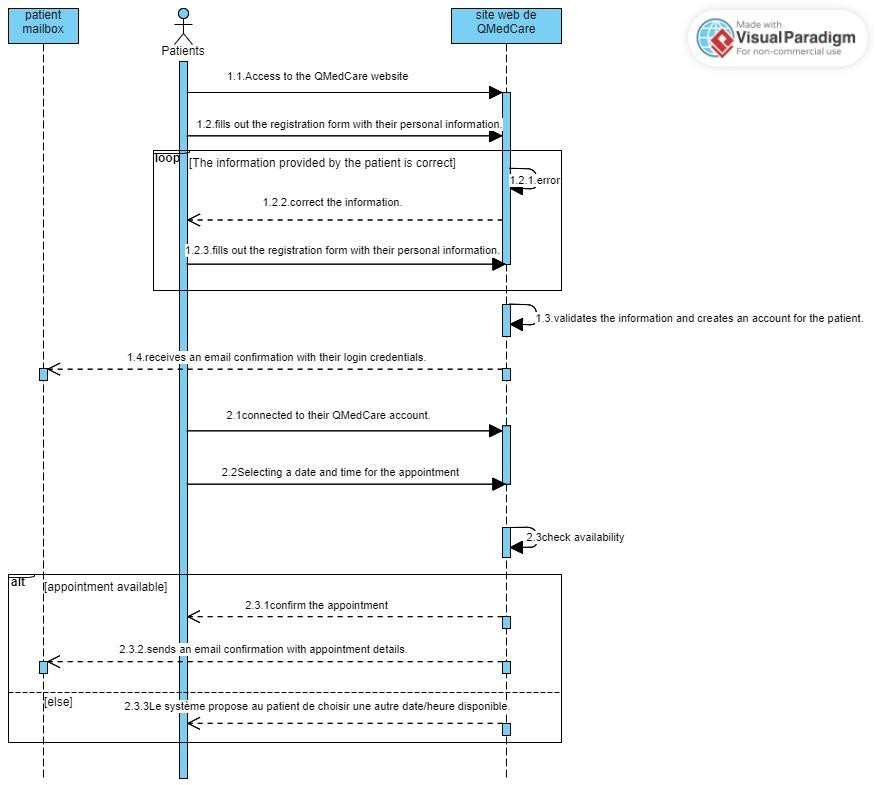 patient
mailbox
Patients
site web de
QMedCare
Made with
VisualParadigm
For non-commercial use
1.1.Access to the QMedCare website
1.2.fills out the registration form with their personal information.
loop
[The information provided by the patient is correct]
1.2.1.error
1.2.2.correct the information.
1.2.3.fills out the registration form with their personal information.
1.3.validates the information and creates an account for the patient.
1.4.receives an email confirmation with their login credentials.
2.1connected to their QMedCare account.
2.2Selecting a date and time for the appointment
2.3check availability
alt
[appointment available]
2.3.1confirm the appointment
2.3.2.sends an email confirmation with appointment details.
[else]
2.3.3Le système propose au patient de choisir une autre date/heure disponible.